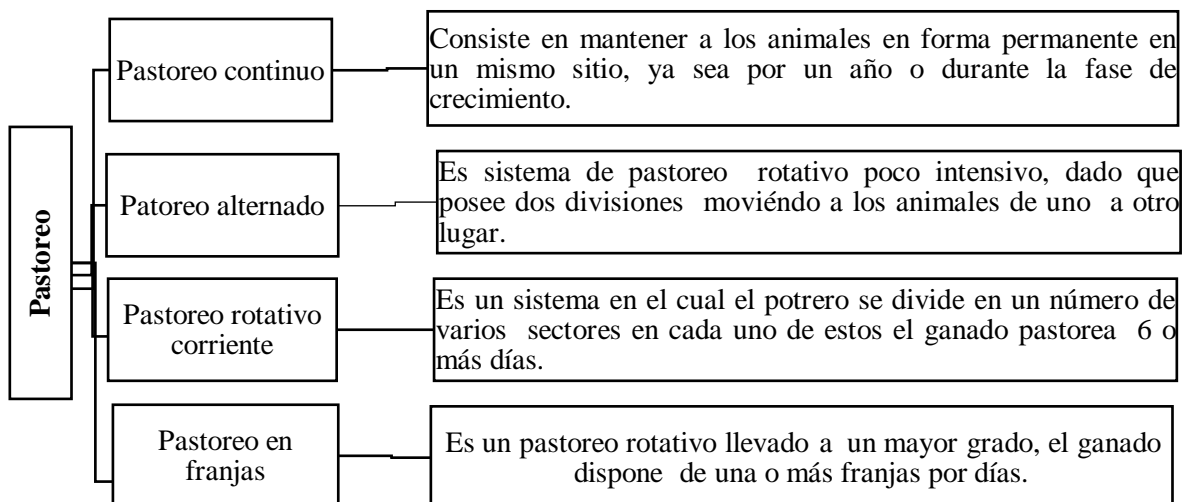 Pastoreo
Pastoreo continuo
Consiste en mantener a los animales en forma permanente en
un mismo sitio, ya sea por un año o durante la fase de
crecimiento.
Patoreo alternado
Es sistema de pastoreo rotativo poco intensivo, dado que
posee dos divisiones moviéndo a los animales de uno a otro
lugar.
Pastoreo rotativo
corriente
Es un sistema en el cual el potrero se divide en un número de
varios sectores en cada uno de estos el ganado pastorea 6 o
más días.
Pastoreo en
franjas
Es un pastoreo rotativo llevado a un mayor grado, el ganado
dispone de una o más franjas por días.